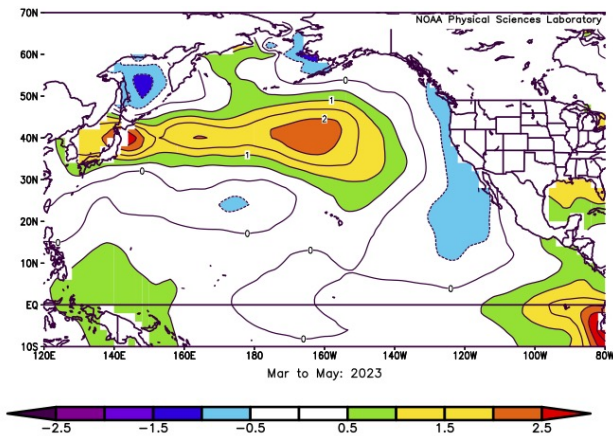 NOAA Physical Sciences Laboratory
70N
60N
50N
40N
30N
20N
10N
EQ
10S
0
1
2
1
0
0
0
0
0
0
0
120E 140E 160E 180 160W 140W 120W 100W 80W
Mar to May: 2023
-2.5 -1.5 -0.5 0.5 1.5 2.5